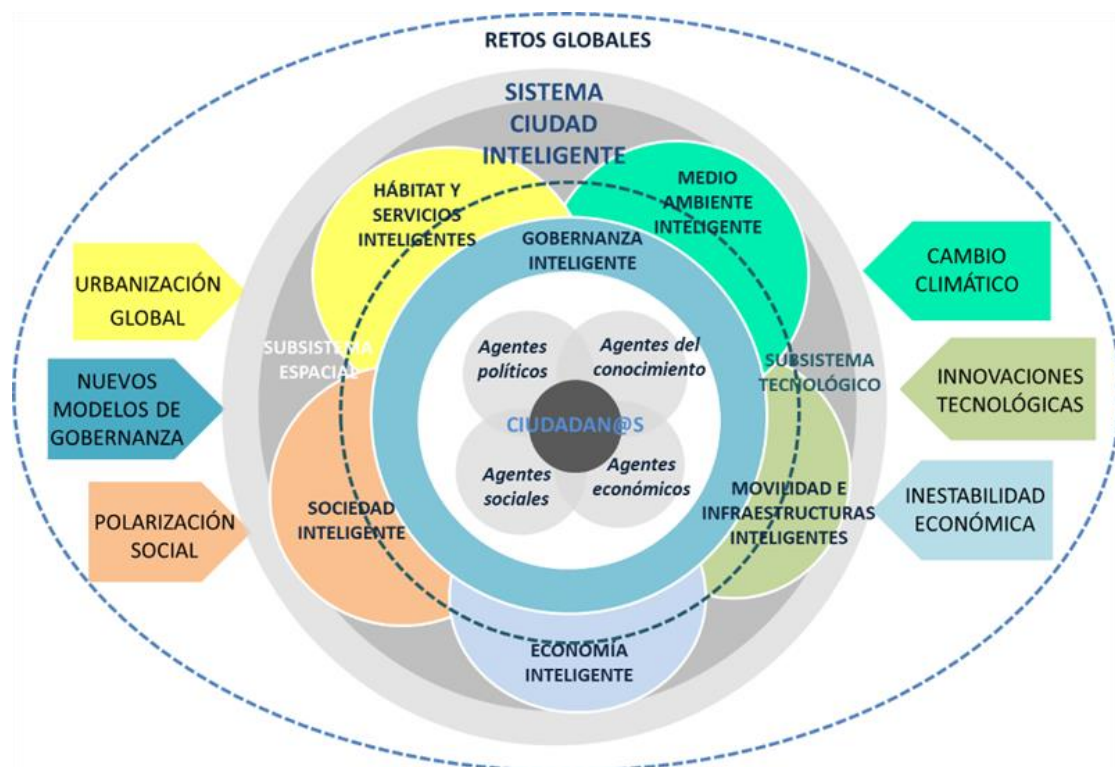 RETOS GLOBALES
SISTEMA
CIUDAD
INTELIGENTE
HÁBITAT Y
SERVICIOS
INTELIGENTES
MEDIO
AMBIENTE
INTELIGENTE
GOBERNANZA
INTELIGENTE
URBANIZACIÓN
GLOBAL
CAMBIO
CLIMÁTICO
SUBSISTEMA
ESPACIAL
Agentes
políticos
Agentes del
conocimiento
SUBSISTEMA
TECNOLÓGICO
NUEVOS
MODELOS DE
GOBERNANZA
INNOVACIONES
TECNOLÓGICAS
CIUDADAN@S
Agentes
sociales
Agentes
económicos
POLARIZACIÓN
SOCIAL
SOCIEDAD
INTELIGENTE
MOVILIDAD E
INFRAESTRUCTURAS
INTELIGENTES
INESTABILIDAD
ECONÓMICA
ECONOMÍA
INTELIGENTE